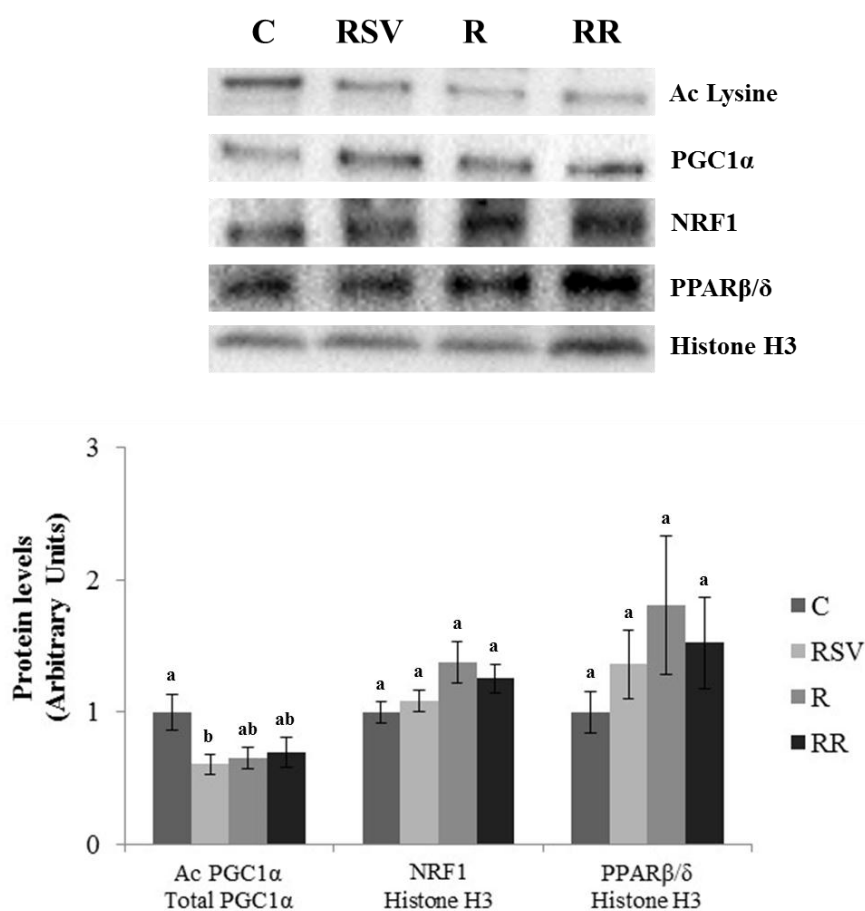 C RSV R RR
Ac Lysine
PGC1α
NRF1
PPARβ/δ
Histone H3
Protein levels
(Arbitrary Units)
3
2
1
0
a
b
ab
ab
a
a
a
a
a
a
a
a
C
RSV
R
RR
Ac PGC1α
Total PGC1α
NRF1
Histone H3
PPARβ/δ
Histone H3